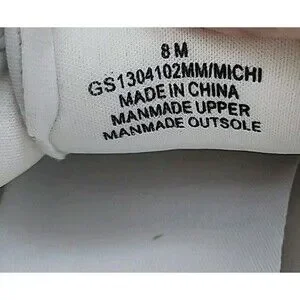 8 M
GS1304102MM/MICHI
MADE IN CHINA
MANMADE UPPER
MANMADE OUTSOLE